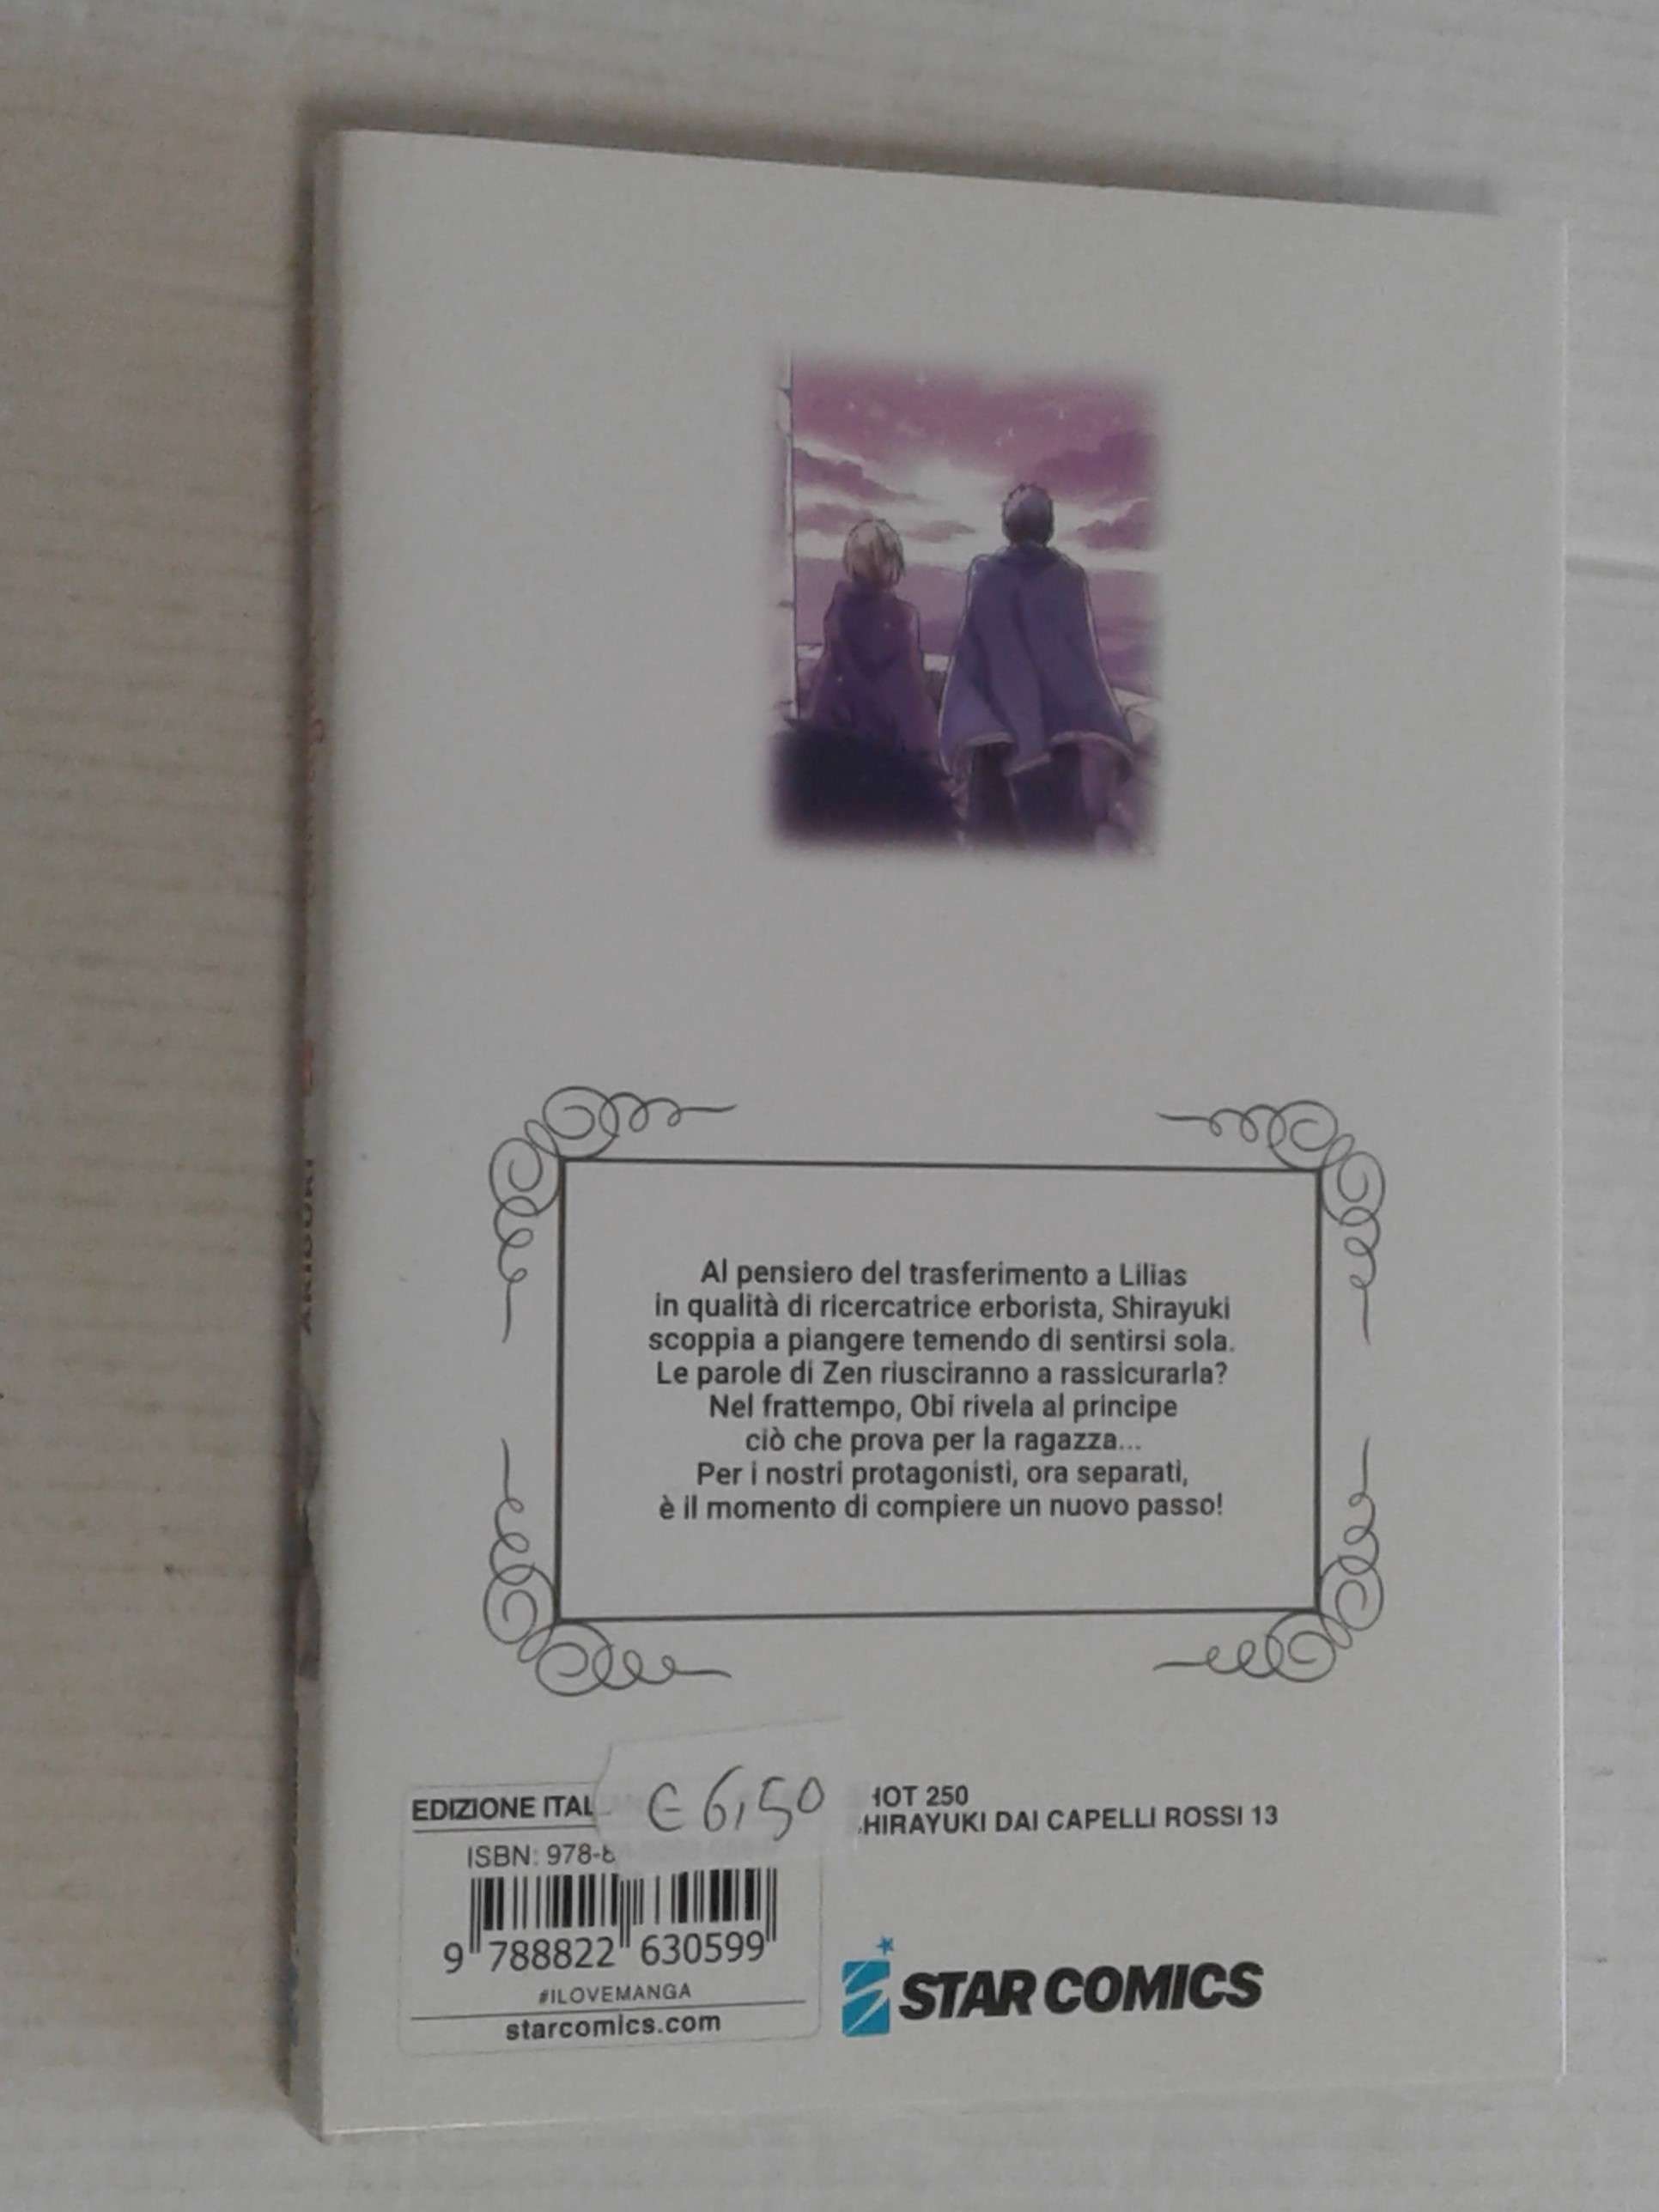 Al pensiero del trasferimento a Lilias
in qualità di ricercatrice erborista, Shirayuki
scoppia a piangere temendo di sentirsi sola.
Le parole di Zen riusciranno a rassicurarla?
Nel frattempo, Obi rivela al principe
ciò che prova per la ragazza...
Per i nostri protagonisti, ora separati,
è il momento di compiere un nuovo passo!
EDIZIONE ITAL
€ 6,50
HOT 250
HIRAYUKI DAI CAPELLI ROSSI 13
ISBN: 978-8
9 788822 630599
#ILOVEMANGA
starcomics.com
STAR COMICS